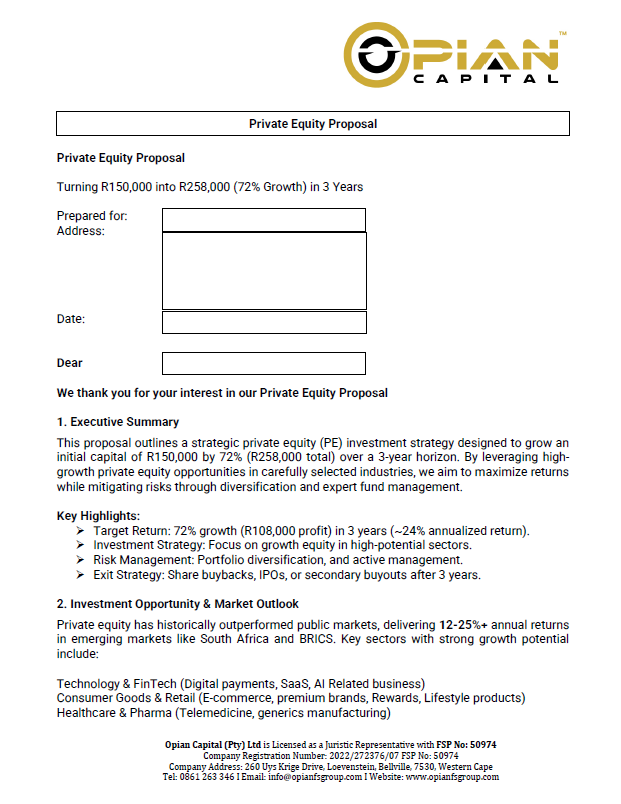 OPIAN™
CAPITAL
Private Equity Proposal
Private Equity Proposal
Turning R150,000 into R258,000 (72% Growth) in 3 Years
Prepared for:
Address:
Date:
Dear
We thank you for your interest in our Private Equity Proposal
1. Executive Summary
This proposal outlines a strategic private equity (PE) investment strategy designed to grow an
initial capital of R150,000 by 72% (R258,000 total) over a 3-year horizon. By leveraging high-
growth private equity opportunities in carefully selected industries, we aim to maximize returns
while mitigating risks through diversification and expert fund management.
Key Highlights:
➢ Target Return: 72% growth (R108,000 profit) in 3 years (~24% annualized return).
➢ Investment Strategy: Focus on growth equity in high-potential sectors.
➢ Risk Management: Portfolio diversification, and active management.
➢ Exit Strategy: Share buybacks, IPOs, or secondary buyouts after 3 years.
2. Investment Opportunity & Market Outlook
Private equity has historically outperformed public markets, delivering 12-25%+ annual returns
in emerging markets like South Africa and BRICS. Key sectors with strong growth potential
include:
Technology & FinTech (Digital payments, SaaS, AI Related business)
Consumer Goods & Retail (E-commerce, premium brands, Rewards, Lifestyle products)
Healthcare & Pharma (Telemedicine, generics manufacturing)
Opian Capital (Pty) Ltd is Licensed as a Juristic Representative with FSP No: 50974
Company Registration Number: 2022/272376/07 FSP No: 50974
Company Address: 260 Uys Krige Drive, Loevenstein, Bellville, 7530, Western Cape
Tel: 0861 263 346 I Email: info@opianfsgroup.com I Website: www.opianfsgroup.com